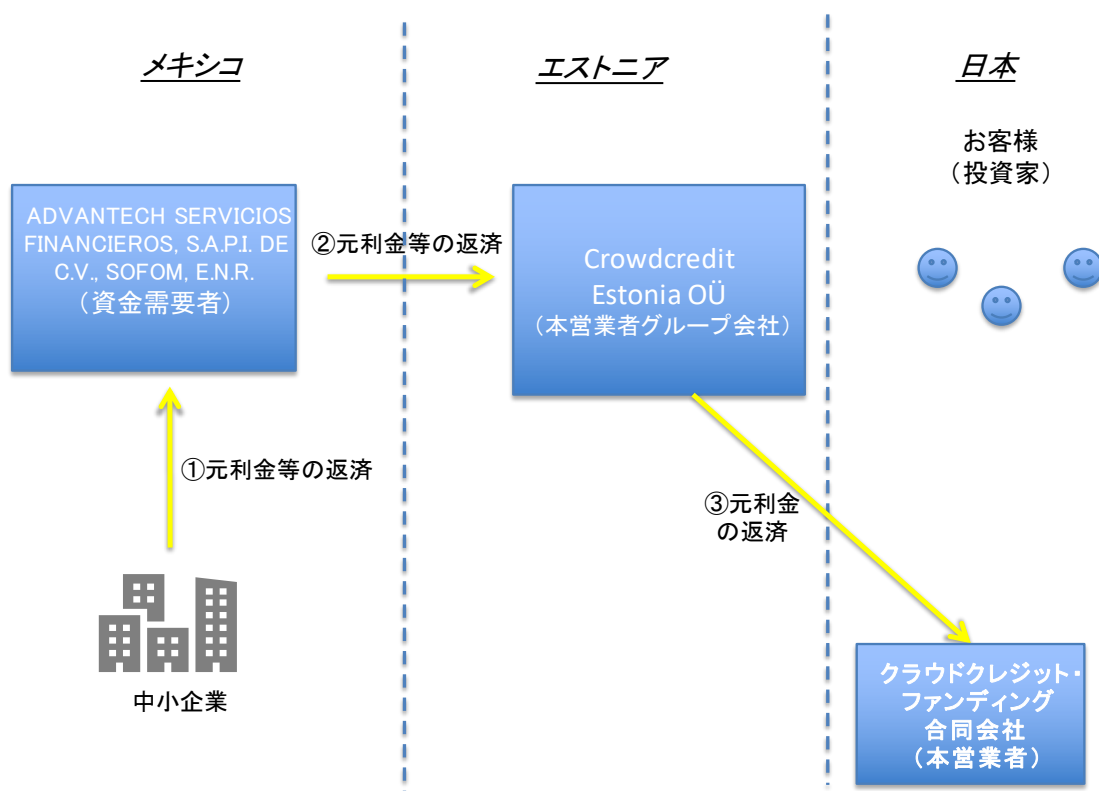 メキシコ
エストニア
日本
お客様
（投資家）
ADVANTECH SERVICIOS
FINANCIEROS, S.A.P.I. DE
C.V., SOFOM, E.N.R.
（資金需要者）
②元利金等の返済
Crowdcredit
Estonia OÜ
（本営業者グループ会社）
①元利金等の返済
③元利金
の返済
中小企業
クラウドクレジット・
ファンディング
合同会社
（本営業者）